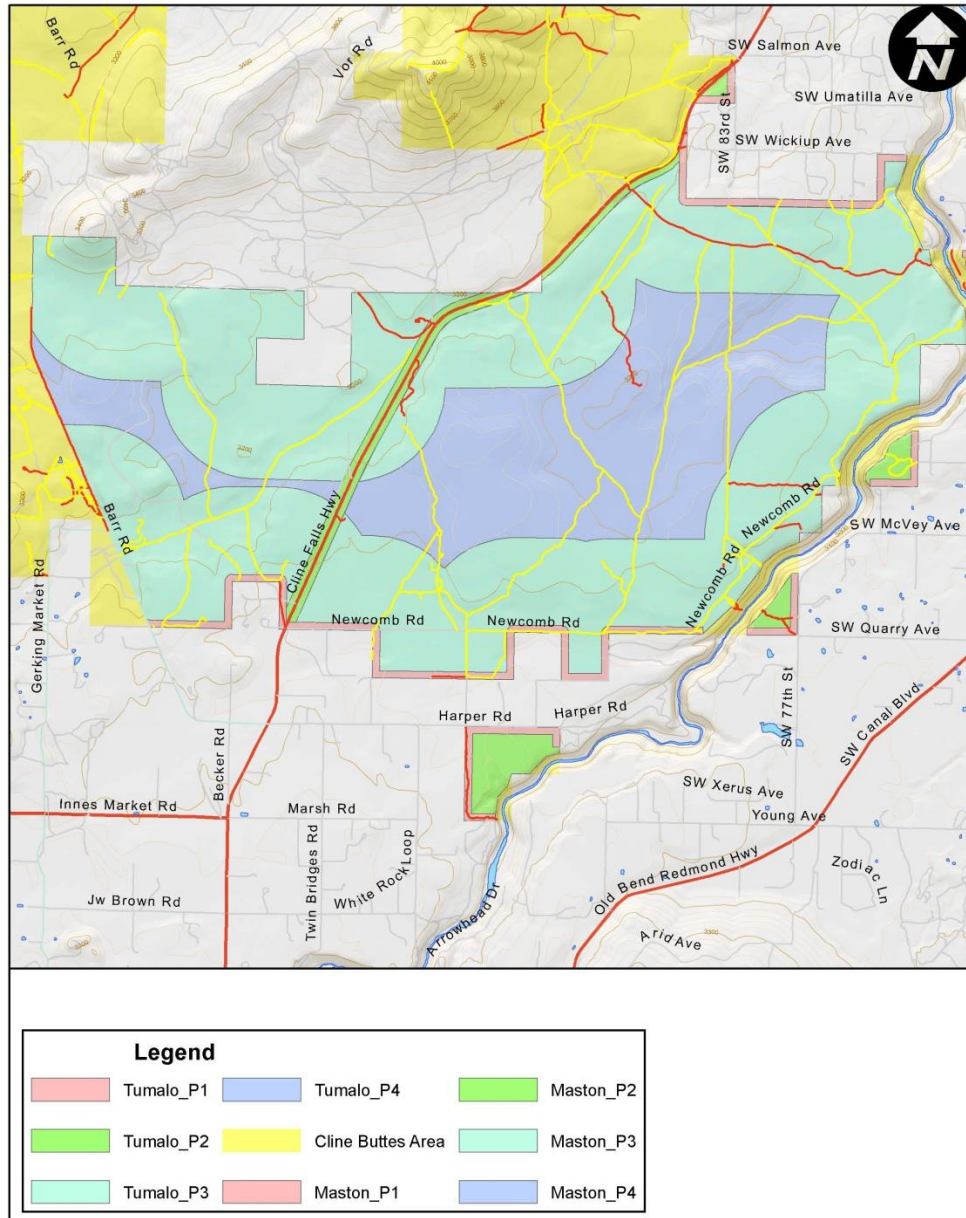 Barr Rd
Vor Rd
N
SW Salmon Ave
SW Umatilla Ave
SW 83rd St
SW Wickiup Ave
Cline Falls Hwy
Barr Rd
Gerking Market Rd
Newcomb Rd
Newcomb Rd
Newcomb Rd
Newcomb Rd
SW McVey Ave
SW Quarry Ave
Harper Rd
Harper Rd
SW 77th St
SW Canal Blvd
Becker Rd
Innes Market Rd
Marsh Rd
SW Xerus Ave
Young Ave
Twin Bridges Rd
White Rock Loop
Jw Brown Rd
Arrowhead Dr
Old Bend Redmond Hwy
Zodiac Ln
Arid Ave
Legend
Tumalo_P1
Tumalo_P4
Maston_P2
Tumalo_P2
Cline Buttes Area
Maston_P3
Tumalo_P3
Maston_P1
Maston_P4